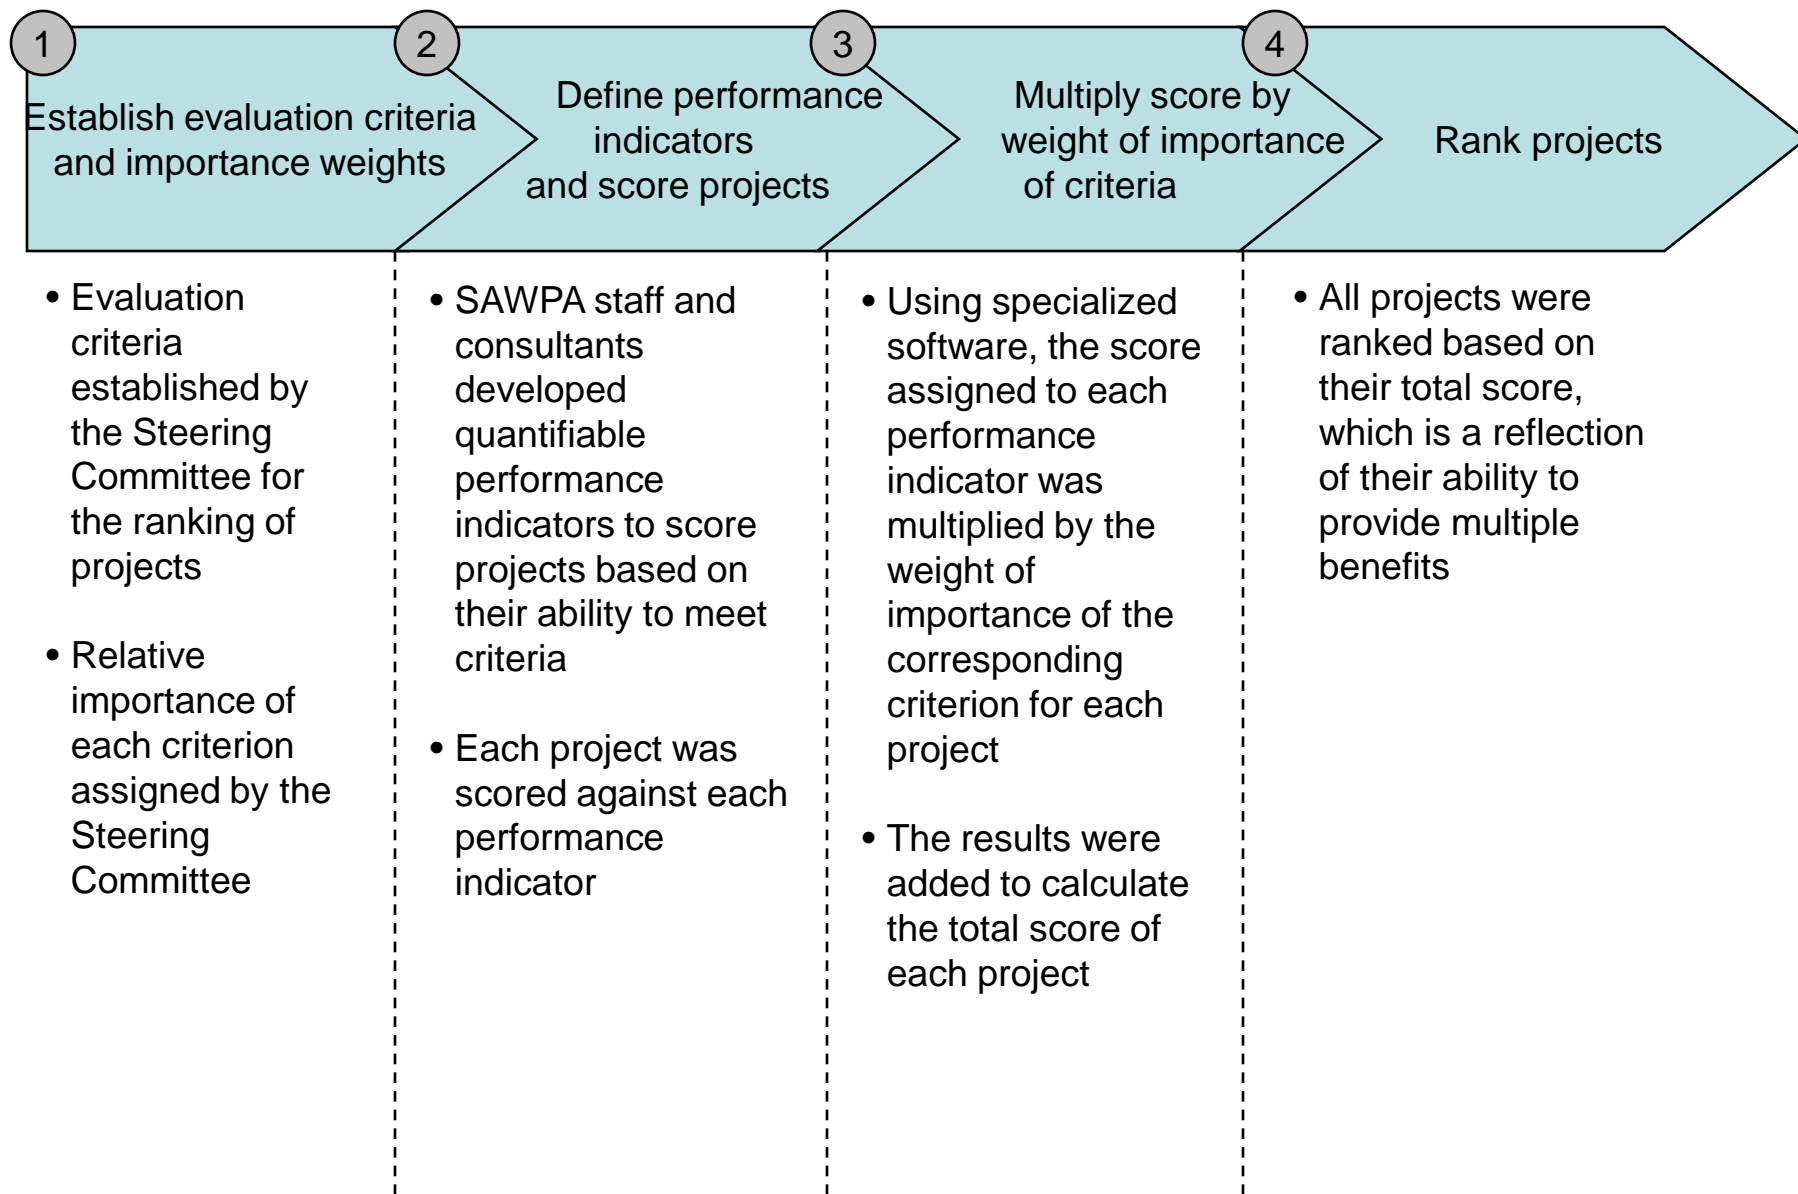 1
Establish evaluation criteria
and importance weights
2
Define performance
indicators
and score projects
3
Multiply score by
weight of importance
of criteria
4
Rank projects
• Evaluation
criteria
established by
the Steering
Committee for
the ranking of
projects
• Relative
importance of
each criterion
assigned by the
Steering
Committee
• SAWPA staff and
consultants
developed
quantifiable
performance
indicators to score
projects based on
their ability to meet
criteria
• Each project was
scored against each
performance
indicator
• Using specialized
software, the score
assigned to each
performance
indicator was
multiplied by the
weight of
importance of the
corresponding
criterion for each
project
• The results were
added to calculate
the total score of
each project
• All projects were
ranked based on
their total score,
which is a reflection
of their ability to
provide multiple
benefits